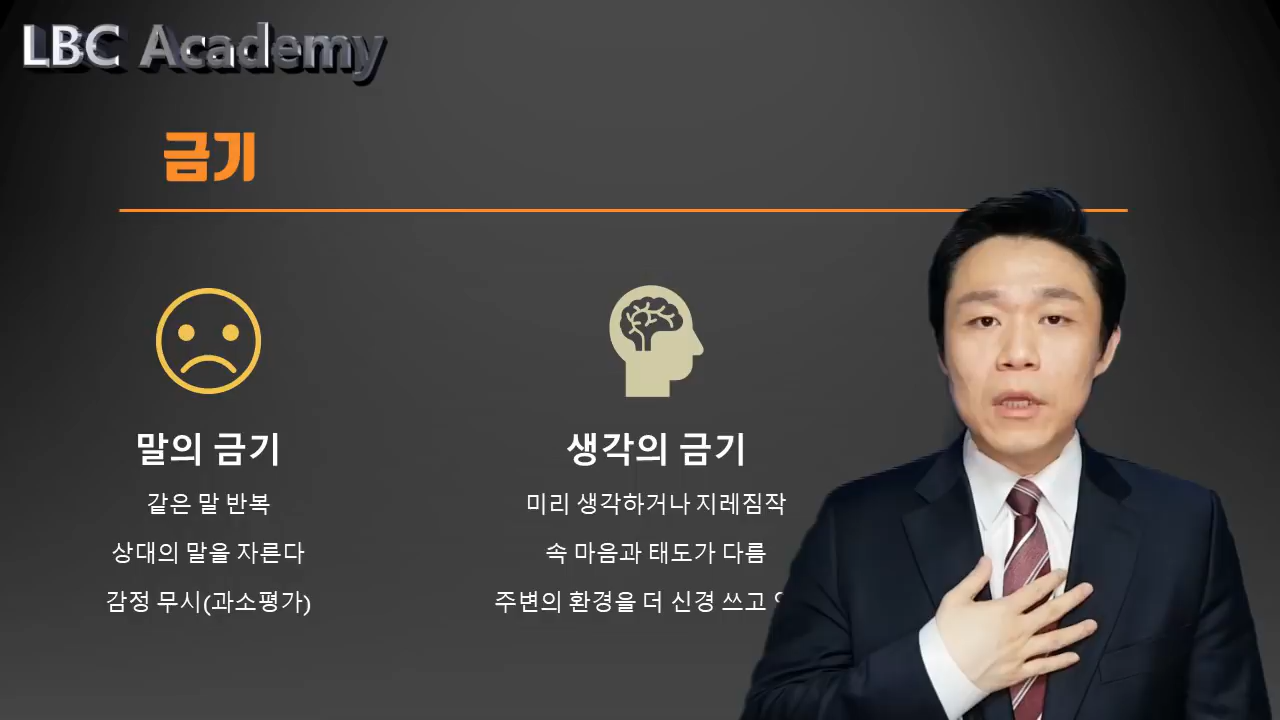 LBC Academy
금기
말의 금기
같은 말 반복
상대의 말을 자른다
감정 무시(과소평가)
생각의 금기
미리 생각하거나 지레짐작
속 마음과 태도가 다름
주변의 환경을 더 신경 쓰고